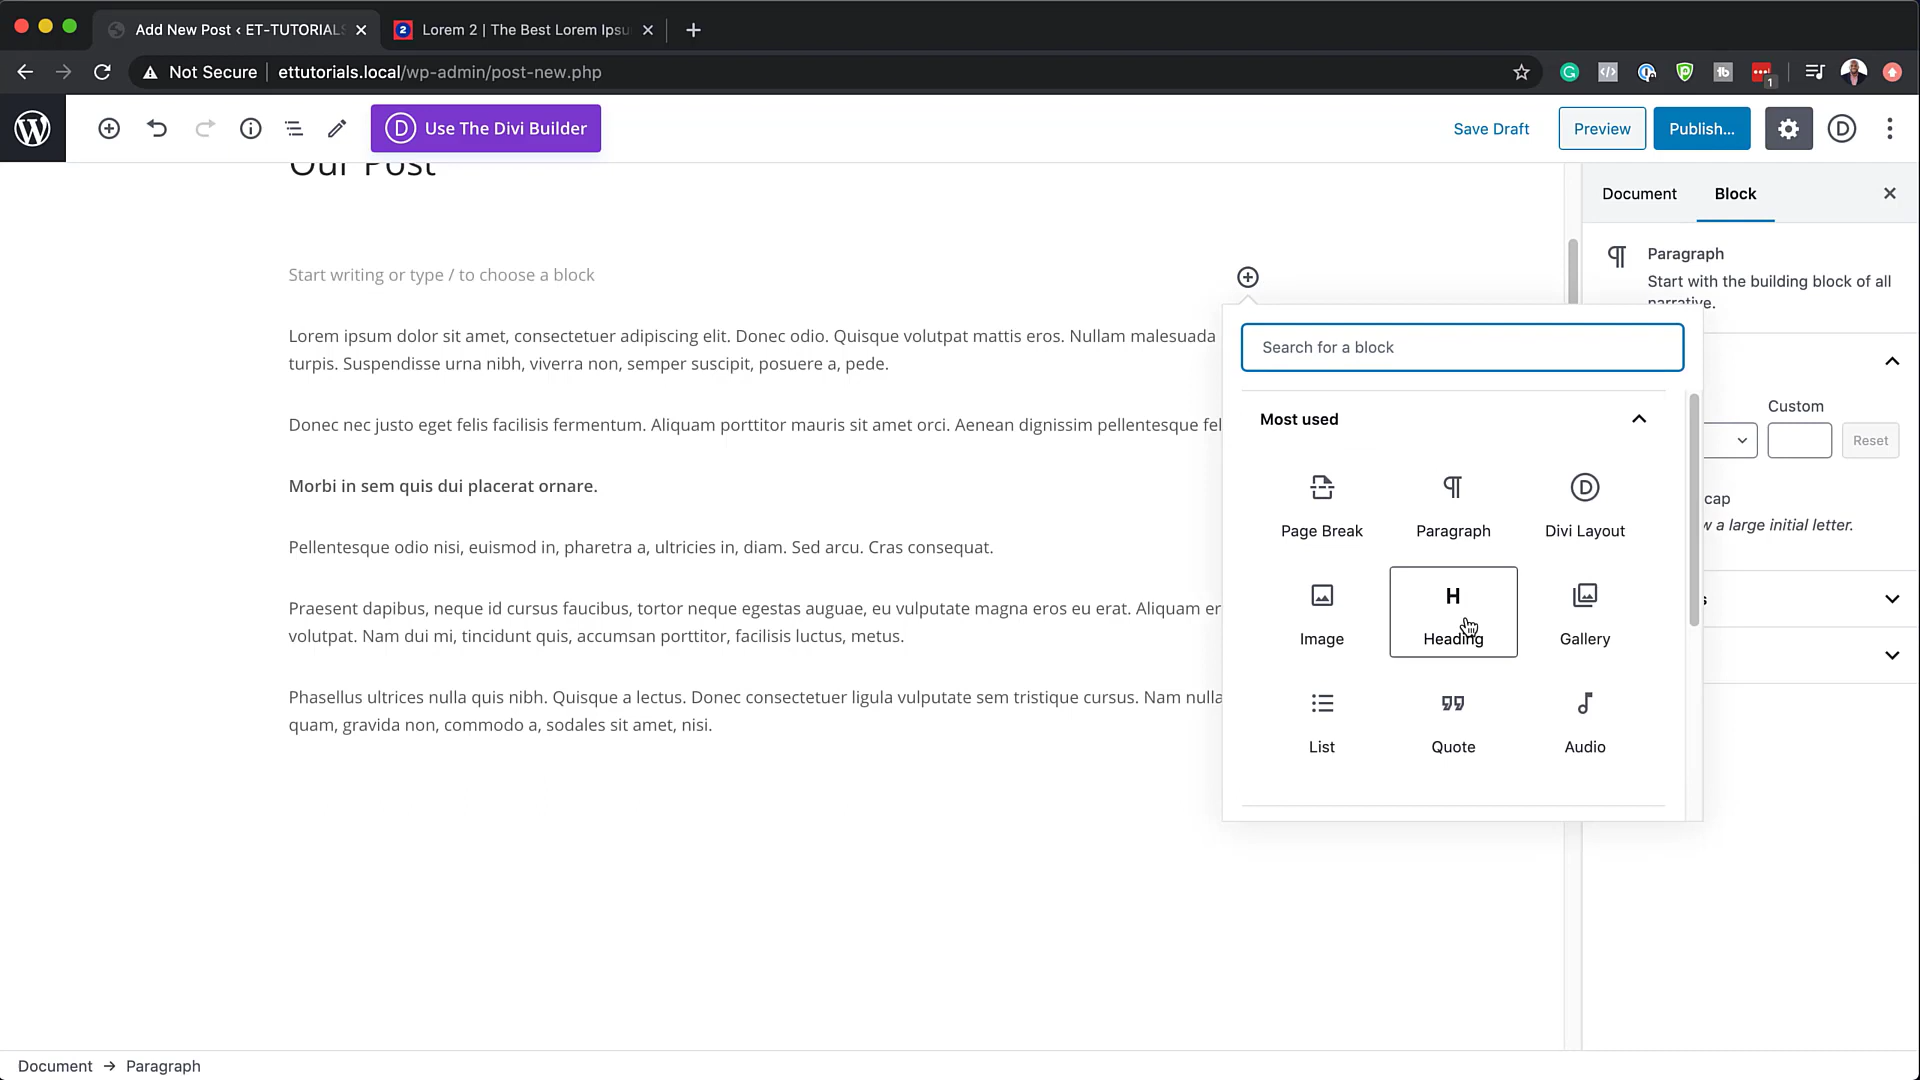 Add New Post ‹ ET-TUTORIALS
2 Lorem 2 | The Best Lorem Ipsu
Not Secure ettutorials.local/wp-admin/post-new.php
1
D Use The Divi Builder
Save Draft
Preview
Publish...
D
Our Post
Document
Block
Paragraph
Start with the building block of all
narrative.
Start writing or type / to choose a block
Lorem ipsum dolor sit amet, consectetuer adipiscing elit. Donec odio. Quisque volutpat mattis eros. Nullam malesuada
turpis. Suspendisse urna nibh, viverra non, semper suscipit, posuere a, pede.
Donec nec justo eget felis facilisis fermentum. Aliquam porttitor mauris sit amet orci. Aenean dignissim pellentesque fel
Morbi in sem quis dui placerat ornare.
Pellentesque odio nisi, euismod in, pharetra a, ultricies in, diam. Sed arcu. Cras consequat.
Praesent dapibus, neque id cursus faucibus, tortor neque egestas auguae, eu vulputate magna eros eu erat. Aliquam er
volutpat. Nam dui mi, tincidunt quis, accumsan porttitor, facilisis luctus, metus.
Phasellus ultrices nulla quis nibh. Quisque a lectus. Donec consectetuer ligula vulputate sem tristique cursus. Nam nulla
quam, gravida non, commodo a, sodales sit amet, nisi.
Search for a block
Most used
Page Break
Paragraph
D
Divi Layout
Image
H
Heading
Gallery
List
Quote
Audio
Custom
Reset
cap
w a large initial letter.
s
Document → Paragraph